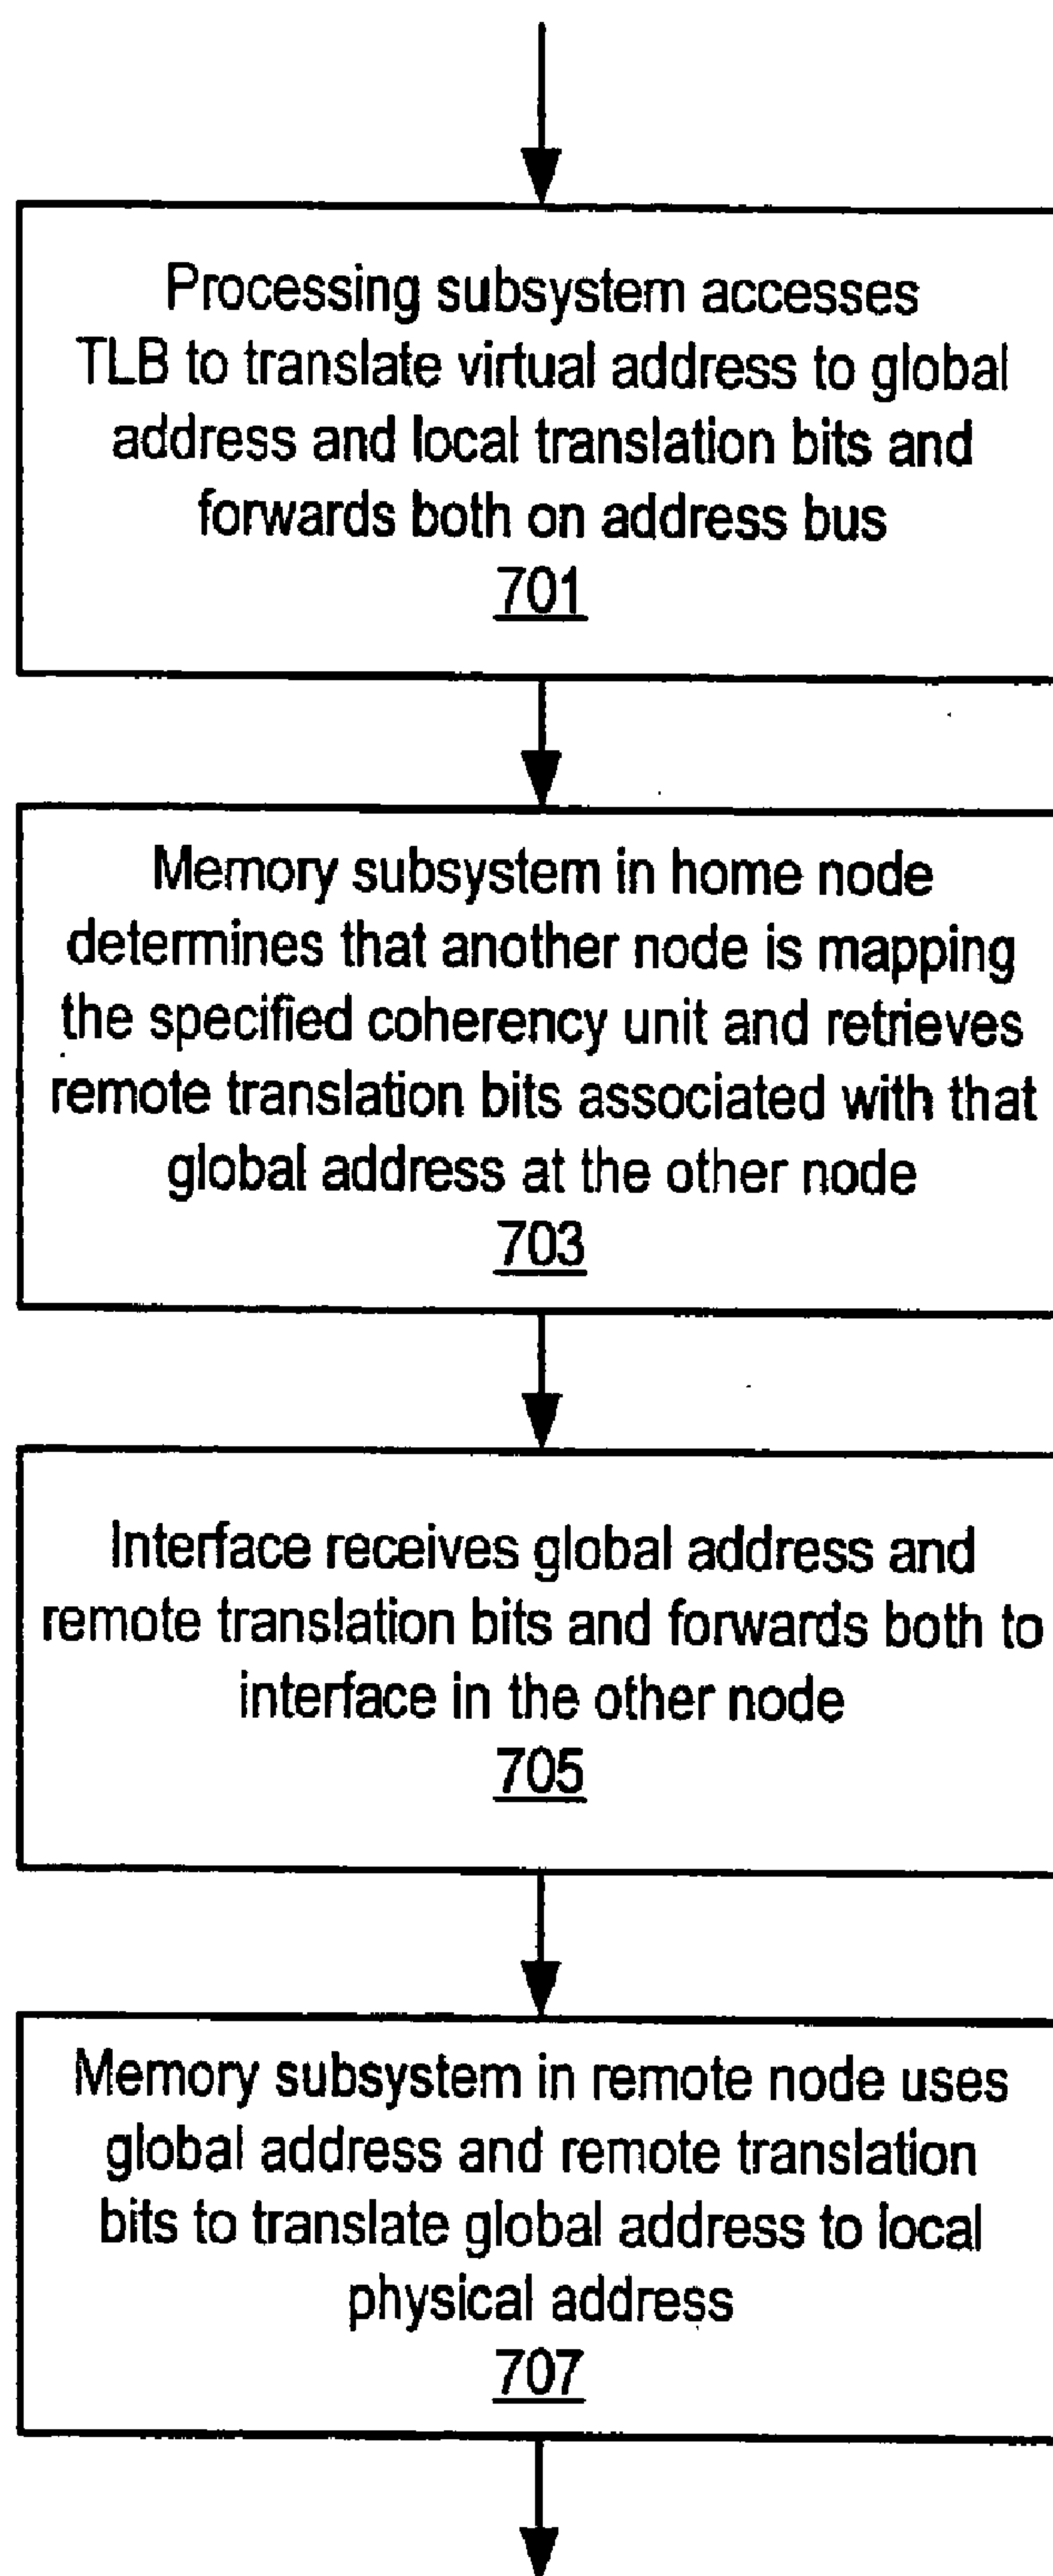 Processing subsystem accesses
TLB to translate virtual address to global
address and local translation bits and
forwards both on address bus
701
Memory subsystem in home node
determines that another node is mapping
the specified coherency unit and retrieves
remote translation bits associated with that
global address at the other node
703
Interface receives global address and
remote translation bits and forwards both to
interface in the other node
705
Memory subsystem in remote node uses
global address and remote translation
bits to translate global address to local
physical address
707